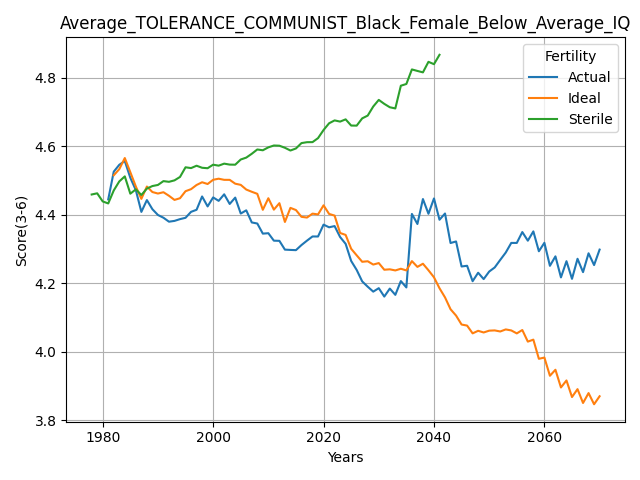 Average_TOLERANCE_COMMUNIST_Black_Female_Below_Average_IQ
Fertility
Actual
Ideal
Sterile
Score(3-6)
4.8
4.6
4.4
4.2
4.0
3.8
1980 2000 2020 2040 2060
Years